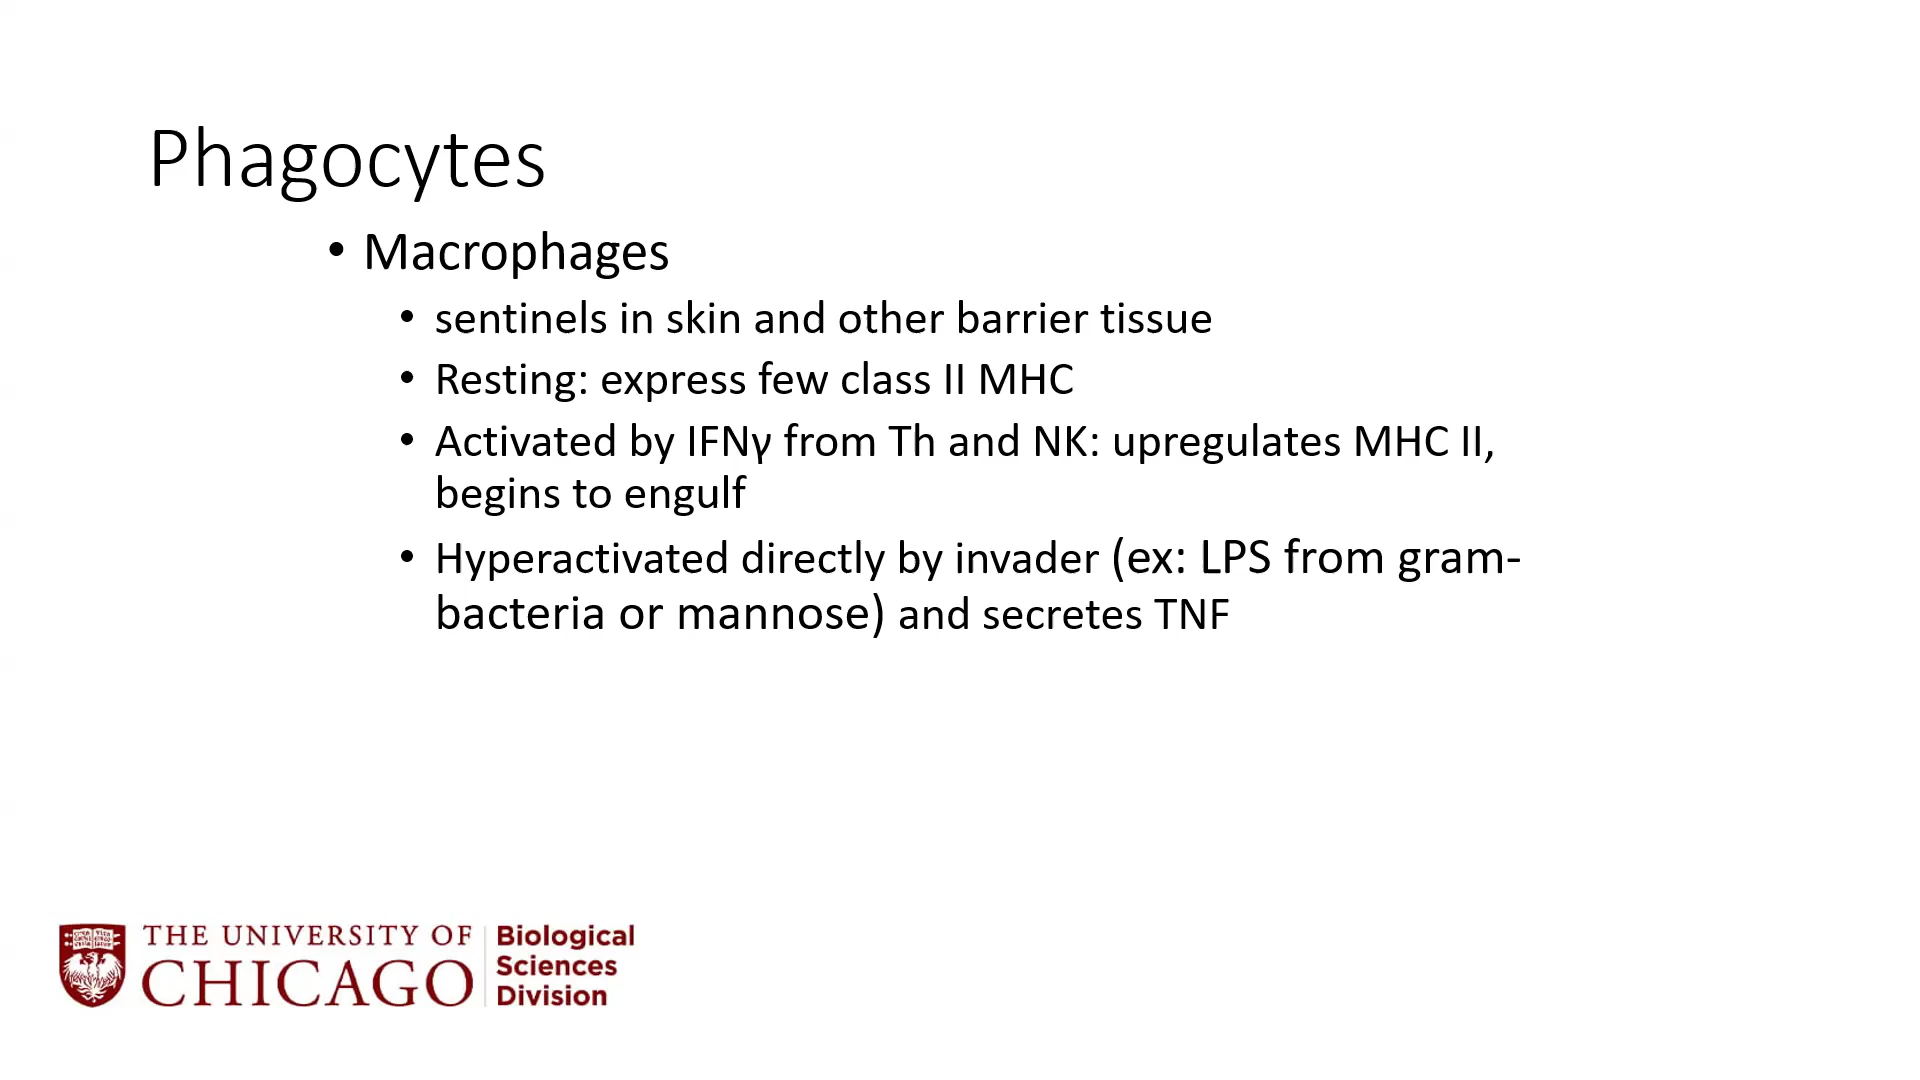 Phagocytes
• Macrophages
• sentinels in skin and other barrier tissue
• Resting: express few class II MHC
• Activated by IFNγ from Th and NK: upregulates MHC II,
begins to engulf
• Hyperactivated directly by invader (ex: LPS from gram-
bacteria or mannose) and secretes TNF
THE UNIVERSITY OF
CHICAGO
Biological
Sciences
Division